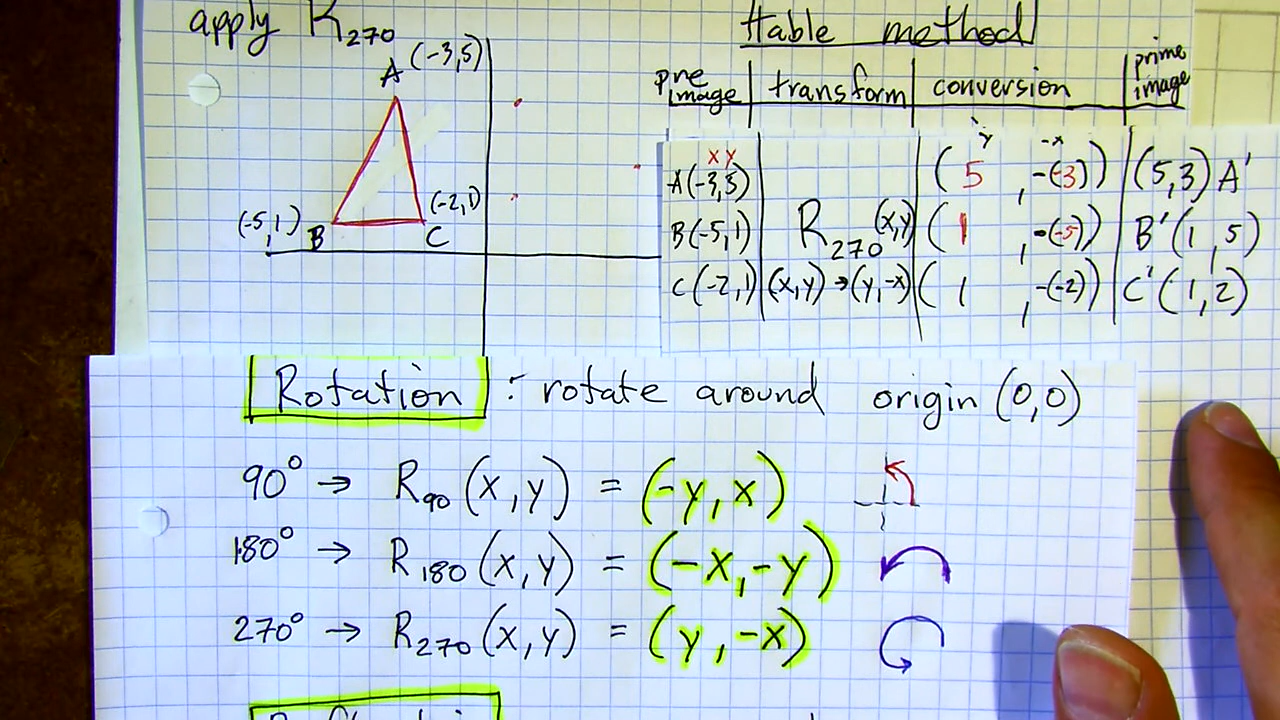 apply R270
A (-3,5)
(-5,1) B
(-2,1)
C
table method
pre image | transform | conversion | prime image
x y
y -x
A(-3,5) | (5, -(-3)) | (5,3) A'
B(-5,1) | R270 (x,y) | (1, -(-5)) | B'(1,5)
C(-2,1) | (x,y)→(y,-x) | (1, -(-2)) | C'(1,2)
Rotation : rotate around origin (0,0)
90° → R90 (x,y) = (-y,x)
180° → R180 (x,y) = (-x,-y)
270° → R270 (x,y) = (y,-x)